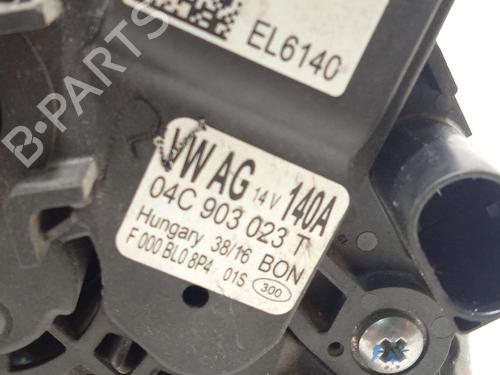 EL6140
B-PARTS
VW AG 14V 140A
04C 903 023 T
Hungary 38/16 BON
F 000 BL0 8P4 01S 300